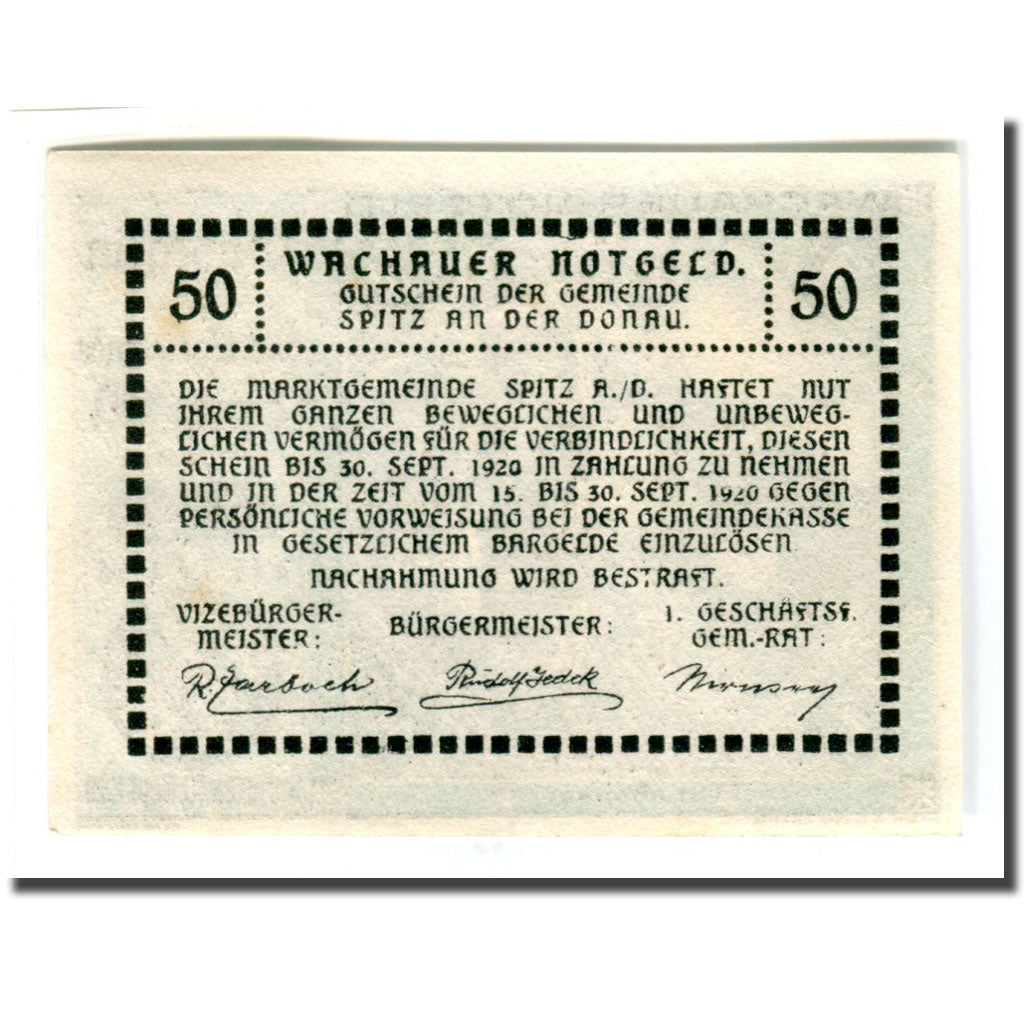 50 WACHAUER NOTGELD. 50
GUTSCHEIN DER GEMEINDE
SPITZ AN DER DONAU.
DIE MARKTGEMEINDE SPITZ A./D. HAFTET MIT
IHREM GANZEN BEWEGLICHEN UND UNBEWEG-
LICHEN VERMÖGEN FÜR DIE VERBINDLICHKEIT, DIESEN
SCHEIN BIS 30. SEPT. 1920 IN ZAHLUNG ZU NEHMEN
UND IN DER ZEIT VOM 15. BIS 30. SEPT. 1920 GEGEN
PERSÖNLICHE VORWEISUNG BEI DER GEMEINDEKASSE
IN GESETZLICHEM BARGELDE EINZULÖSEN
NACHAHMUNG WIRD BESTRAFT.
VIZEBÜRGER-
MEISTER:
BÜRGERMEISTER:
1. GESCHÄFTSF.
GEM.-RAT:
R.
Rudolf Jedek